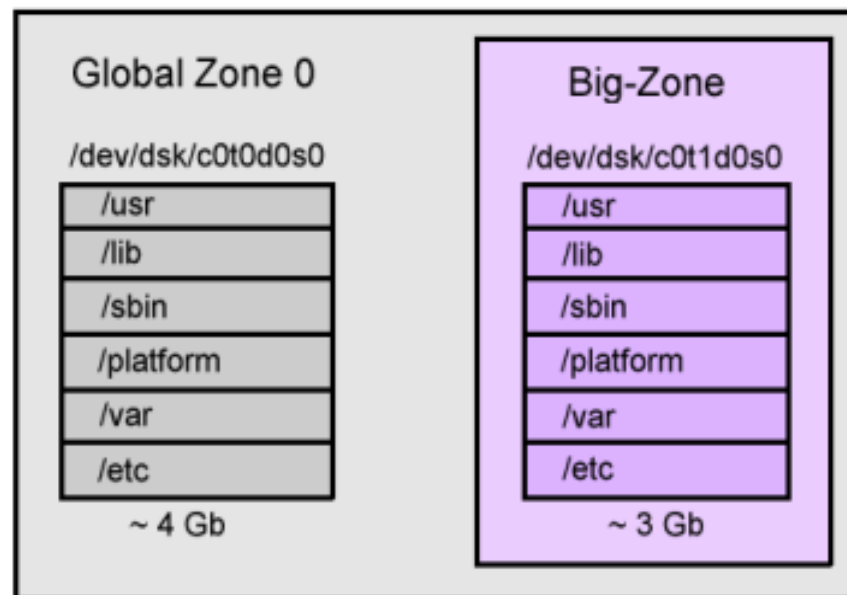 Global Zone 0
/dev/dsk/c0t0d0s0
/usr
/lib
/sbin
/platform
/var
/etc
~ 4 Gb
Big-Zone
/dev/dsk/c0t1d0s0
/usr
/lib
/sbin
/platform
/var
/etc
~ 3 Gb